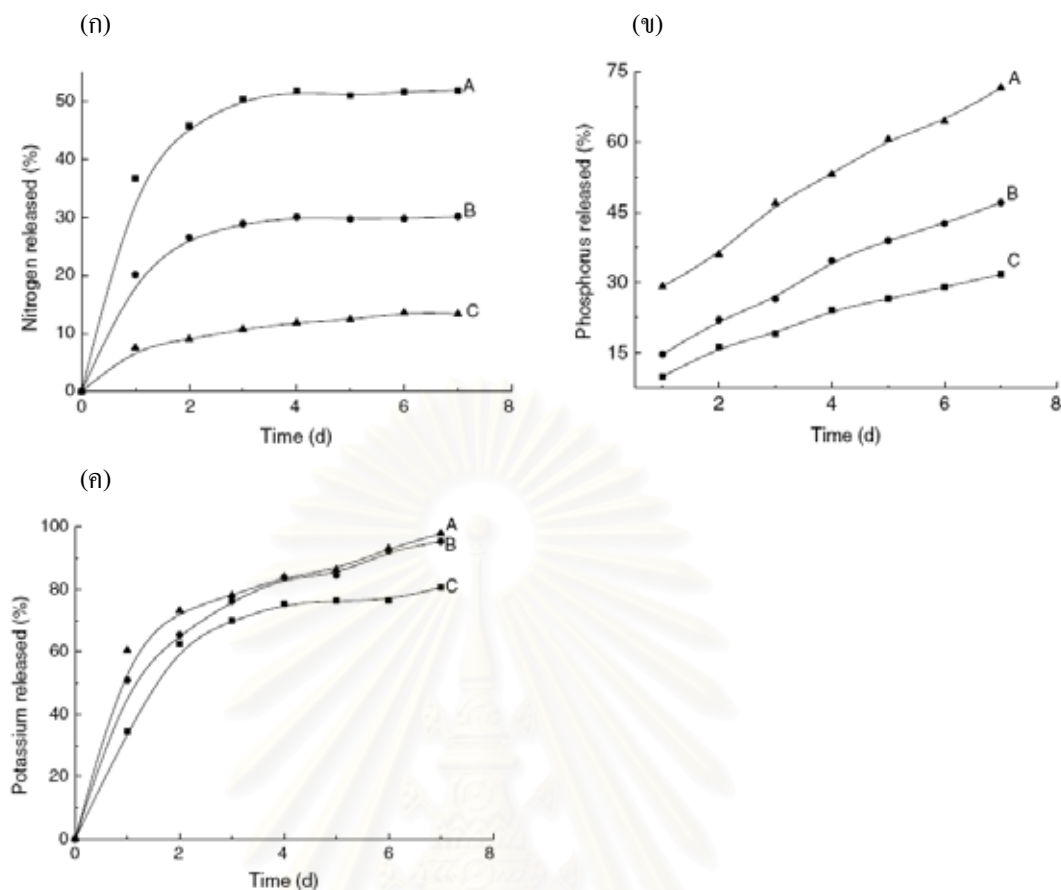 (ก)
(ข)
Nitrogen released (%)
50
40
30
20
10
0
A
B
C
0 2 4 6 8
Time (d)
Phosphorus released (%)
75
60
45
30
15
A
B
C
2 4 6 8
Time (d)
(ค)
Potassium released (%)
100
80
60
40
20
0
A
B
C
0 2 4 6 8
Time (d)